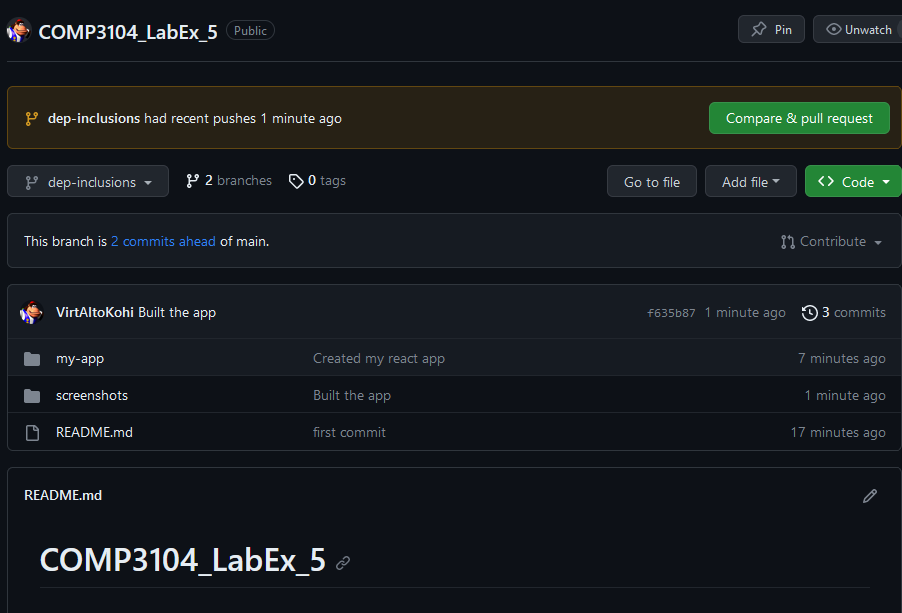 COMP3104_LabEx_5 Public Pin Unwatch
dep-inclusions had recent pushes 1 minute ago Compare & pull request
dep-inclusions 2 branches 0 tags Go to file Add file Code
This branch is 2 commits ahead of main. Contribute
VirtAltoKohi Built the app f635b87 1 minute ago 3 commits
my-app Created my react app 7 minutes ago
screenshots Built the app 1 minute ago
README.md first commit 17 minutes ago
README.md
COMP3104_LabEx_5